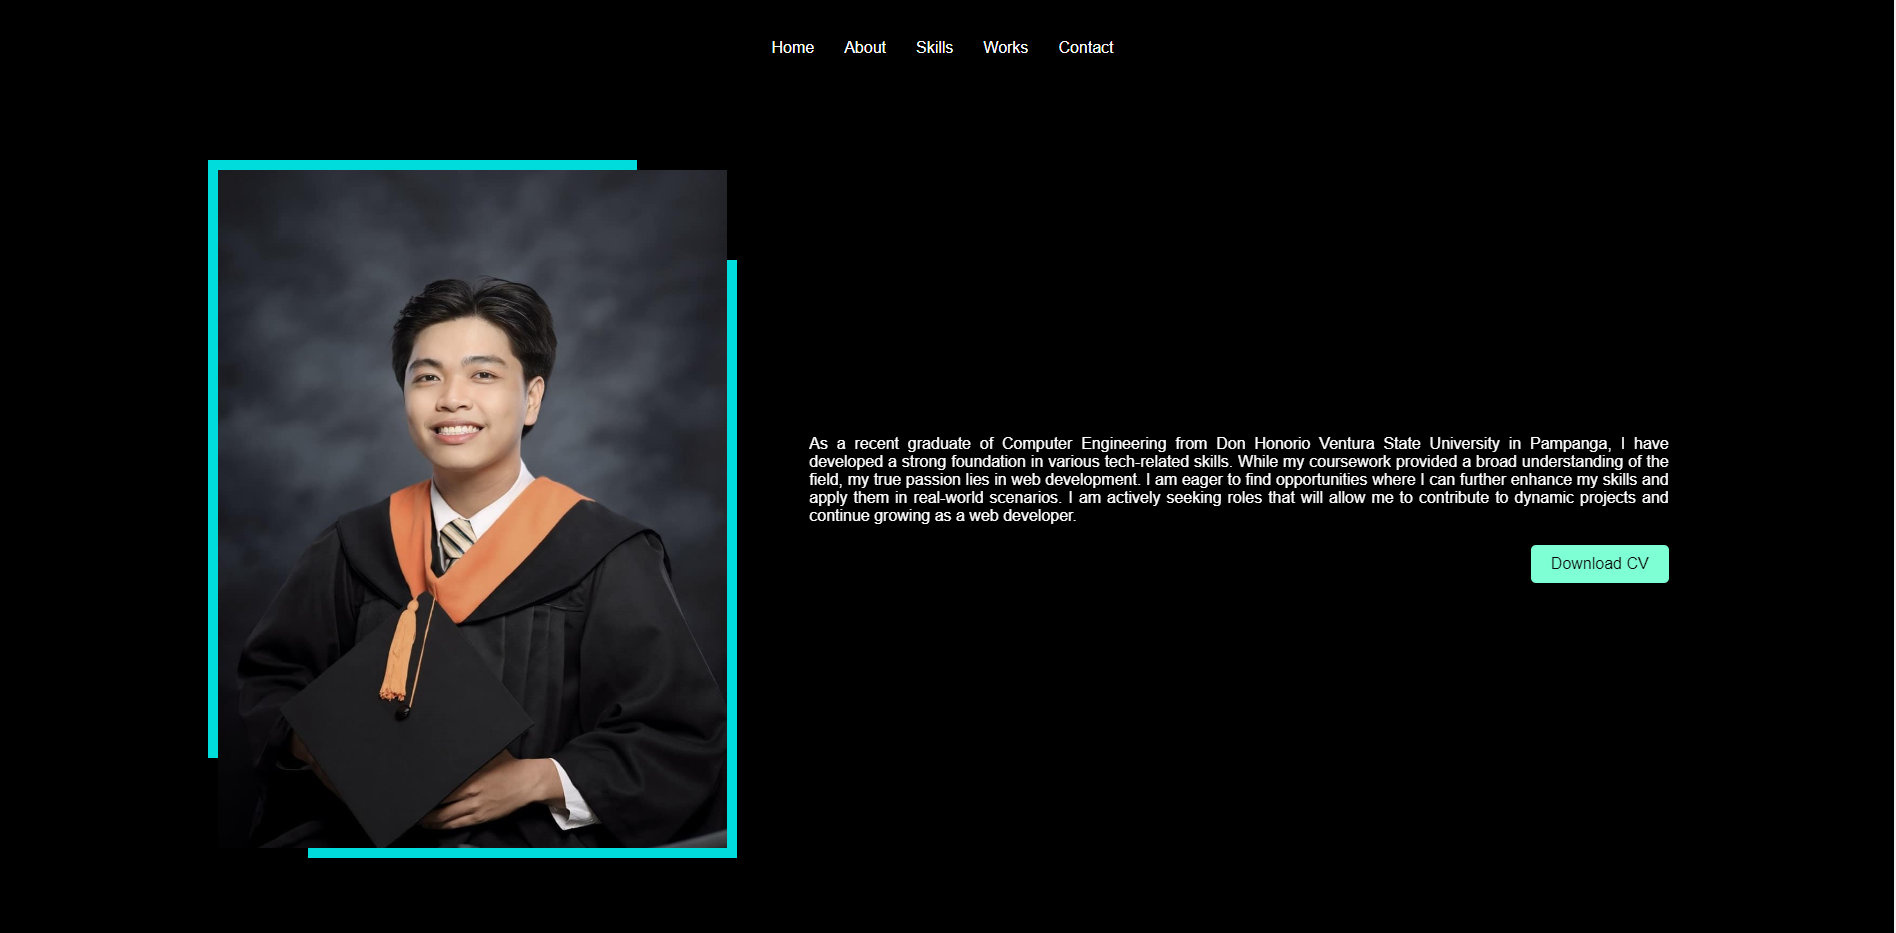 Home About Skills Works Contact
As a recent graduate of Computer Engineering from Don Honorio Ventura State University in Pampanga, I have
developed a strong foundation in various tech-related skills. While my coursework provided a broad understanding of the
field, my true passion lies in web development. I am eager to find opportunities where I can further enhance my skills and
apply them in real-world scenarios. I am actively seeking roles that will allow me to contribute to dynamic projects and
continue growing as a web developer.
Download CV